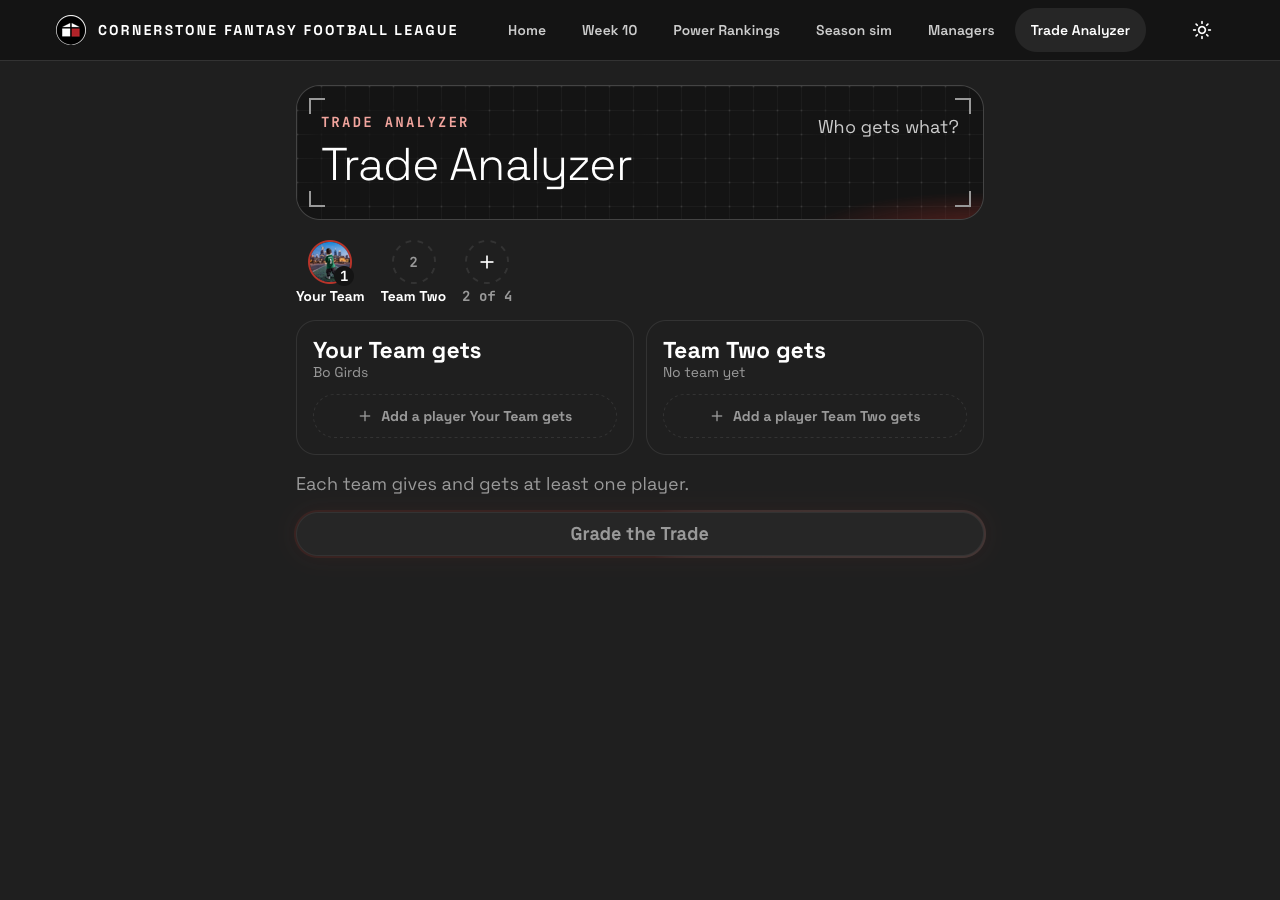 CORNERSTONE FANTASY FOOTBALL LEAGUE
Home
Week 10
Power Rankings
Season sim
Managers
Trade Analyzer
TRADE ANALYZER
Who gets what?
Trade Analyzer
1
2
Your Team
Team Two
2 of 4
Your Team gets
Bo Girds
Add a player Your Team gets
Team Two gets
No team yet
Add a player Team Two gets
Each team gives and gets at least one player.
Grade the Trade